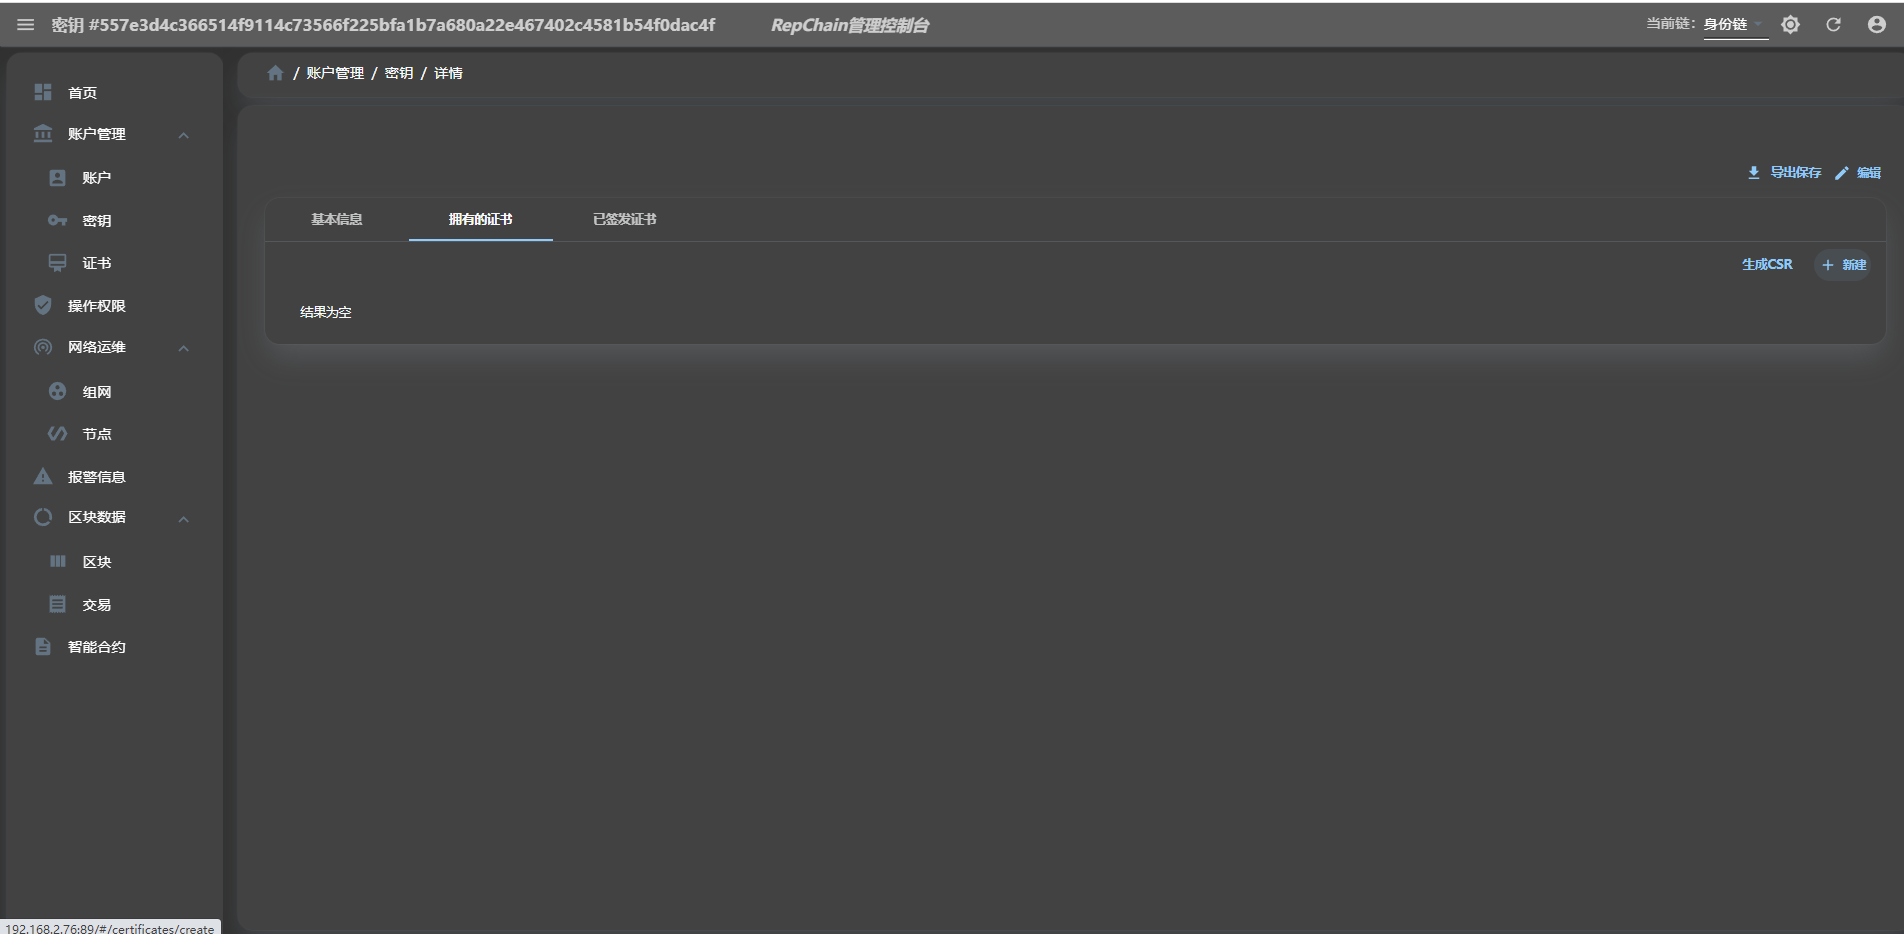 密钥 #557e3d4c366514f9114c73566f225bfa1b7a680a22e467402c4581b54f0dac4f
RepChain管理控制台
当前链: 身份链
首页
账户管理
账户
密钥
证书
操作权限
网络运维
组网
节点
报警信息
区块数据
区块
交易
智能合约
/ 账户管理 / 密钥 / 详情
导出保存 编辑
基本信息 拥有的证书 已签发证书
生成CSR + 新建
结果为空
192.168.2.76:89/#/certificates/create